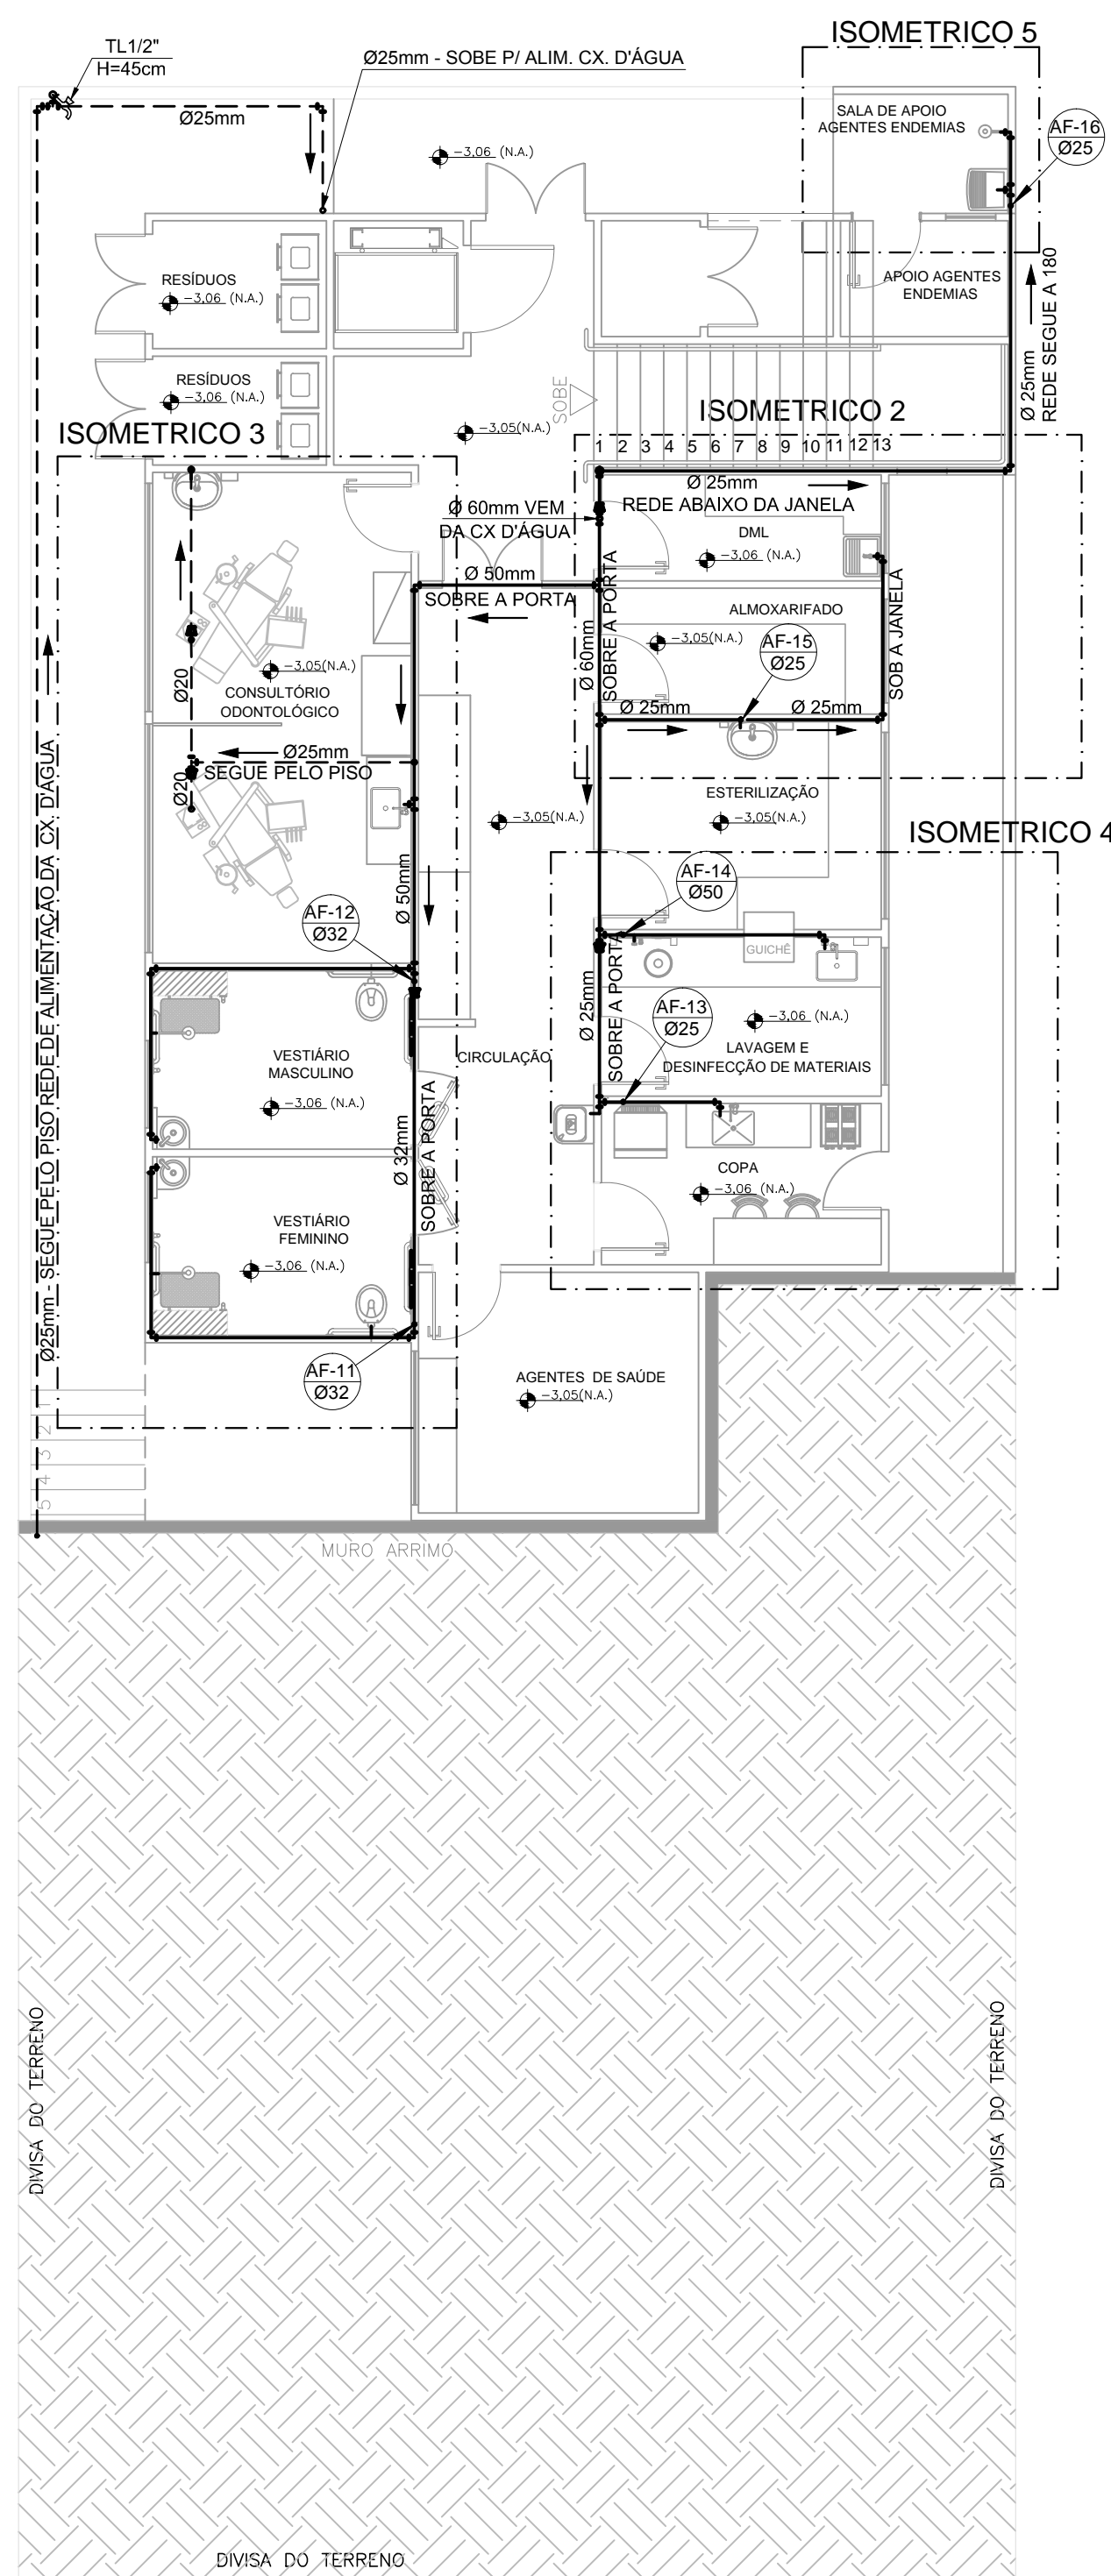 ISOMETRICO 5
TL1/2"
H=45cm
Ø25mm - SOBE P/ ALIM. CX. D'ÁGUA
Ø25mm
SALA DE APOIO
AGENTES ENDEMIAS
AF-16
Ø25
-3,06 (N.A.)
RESÍDUOS
-3,06 (N.A.)
APOIO AGENTES
ENDEMIAS
Ø 25mm
REDE SEGUE A 180
RESÍDUOS
-3,06 (N.A.)
SOBE
ISOMETRICO 2
ISOMETRICO 3
-3,05(N.A.)
1 2 3 4 5 6 7 8 9 10 11 12 13
Ø 25mm
REDE ABAIXO DA JANELA
Ø 60mm VEM
DA CX D'ÁGUA
DML
-3,06 (N.A.)
Ø 50mm
SOBRE A PORTA
SOBRE A PORTA
Ø 60mm
ALMOXARIFADO
-3,05(N.A.)
AF-15
Ø25
SOB A JANELA
Ø20
-3,05(N.A.)
CONSULTÓRIO
ODONTOLÓGICO
Ø 25mm
Ø 25mm
Ø25mm
SEGUE PELO PISO
Ø20
ESTERILIZAÇÃO
-3,05(N.A.)
-3,05(N.A.)
ISOMETRICO 4
Ø25mm - SEGUE PELO PISO REDE DE ALIMENTAÇÃO DA CX. D'ÁGUA
Ø 50mm
AF-14
Ø50
AF-12
Ø32
GUICHÊ
Ø 25mm
SOBRE A PORTA
AF-13
Ø25
-3,06 (N.A.)
LAVAGEM E
DESINFECÇÃO DE MATERIAIS
VESTIÁRIO
MASCULINO
-3,06 (N.A.)
CIRCULAÇÃO
Ø 32mm
SOBRE A PORTA
COPA
-3,06 (N.A.)
VESTIÁRIO
FEMININO
-3,06 (N.A.)
AF-11
Ø32
AGENTES DE SAÚDE
-3,05(N.A.)
1
2
3
4
5
MURO ARRIMO
DIVISA DO TERRENO
DIVISA DO TERRENO
DIVISA DO TERRENO